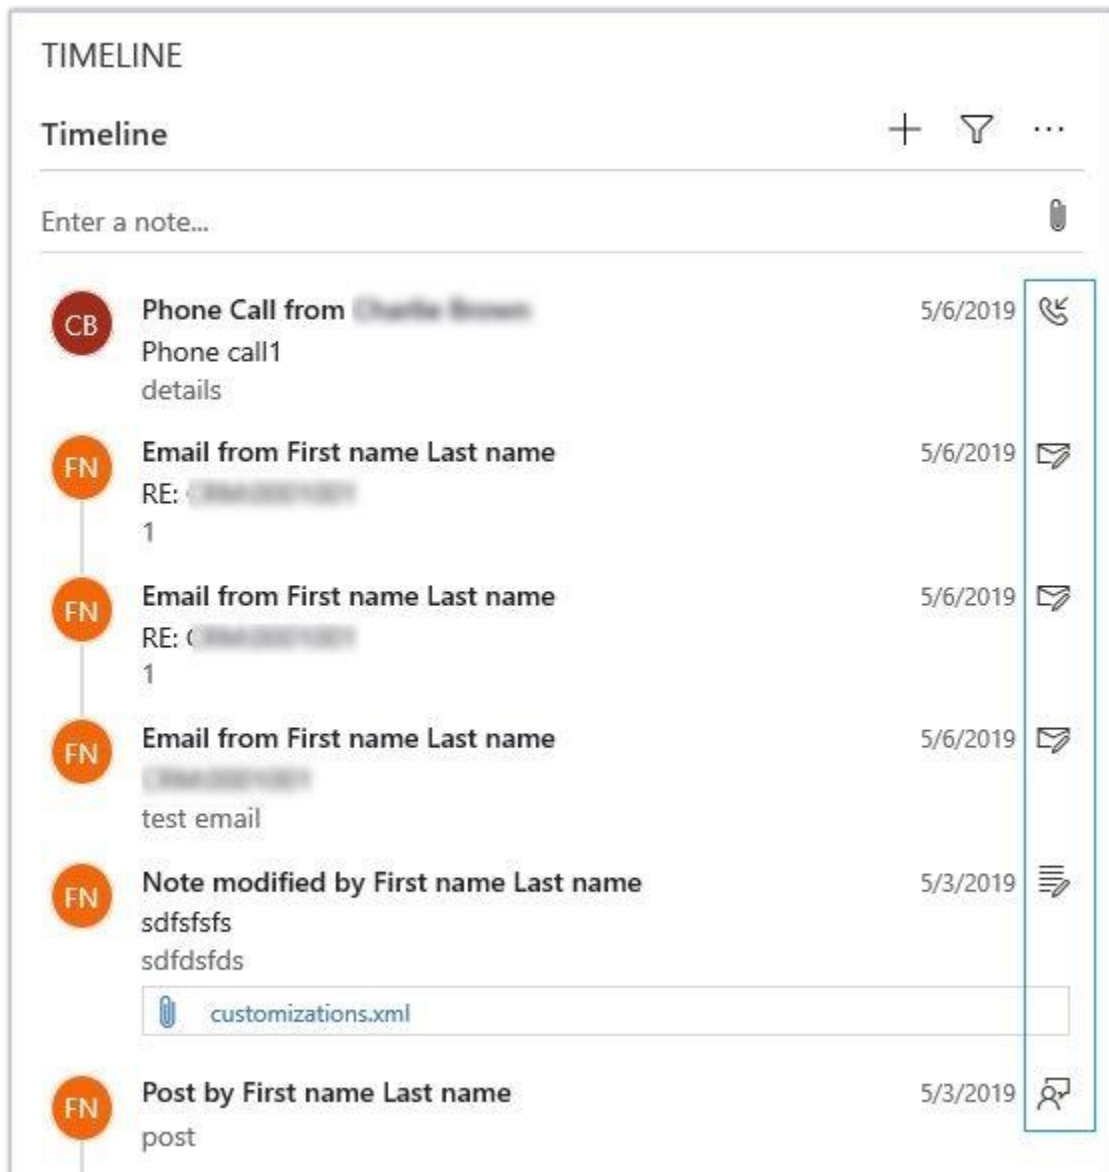 TIMELINE
Timeline
Enter a note...
CB
Phone Call from
5/6/2019
Phone call1
details
FN
Email from First name Last name
5/6/2019
RE:
1
FN
Email from First name Last name
5/6/2019
RE:
1
FN
Email from First name Last name
5/6/2019
test email
FN
Note modified by First name Last name
5/3/2019
sdfsfsfs
sdfdsfds
customizations.xml
FN
Post by First name Last name
5/3/2019
post